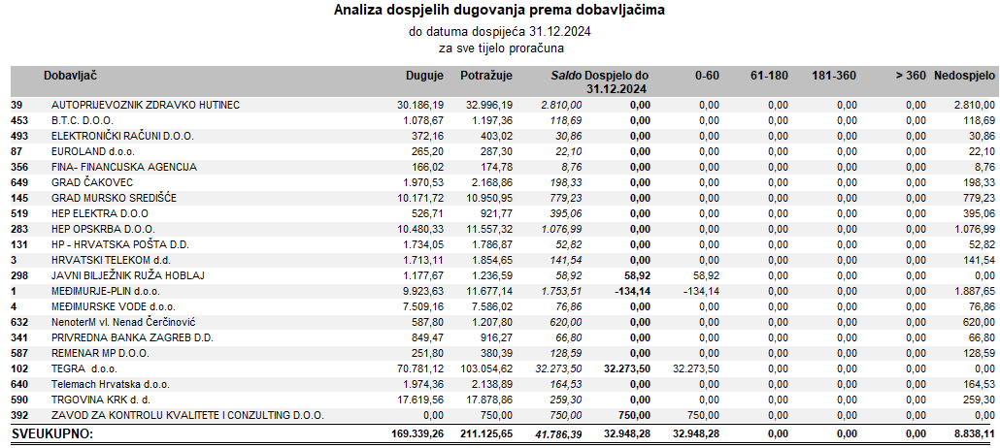 Analiza dospjelih dugovanja prema dobavljačima
do datuma dospijeća 31.12.2024
za sve tijelo proračuna
Dobavljač Duguje Potražuje Saldo Dospjelo do 31.12.2024 0-60 61-180 181-360 > 360 Nedospjelo
39 AUTOPRIJEVOZNIK ZDRAVKO HUTINEC 30.186,19 32.996,19 2.810,00 0,00 0,00 0,00 0,00 0,00 2.810,00
453 B.T.C. D.O.O. 1.078,67 1.197,36 118,69 0,00 0,00 0,00 0,00 0,00 118,69
493 ELEKTRONIČKI RAČUNI D.O.O. 372,16 403,02 30,86 0,00 0,00 0,00 0,00 0,00 30,86
87 EUROLAND d.o.o. 265,20 287,30 22,10 0,00 0,00 0,00 0,00 0,00 22,10
356 FINA- FINANCIJSKA AGENCIJA 166,02 174,78 8,76 0,00 0,00 0,00 0,00 0,00 8,76
649 GRAD ČAKOVEC 1.970,53 2.168,86 198,33 0,00 0,00 0,00 0,00 0,00 198,33
145 GRAD MURSKO SREDIŠĆE 10.171,72 10.950,95 779,23 0,00 0,00 0,00 0,00 0,00 779,23
519 HEP ELEKTRA D.O.O 526,71 921,77 395,06 0,00 0,00 0,00 0,00 0,00 395,06
283 HEP OPSKRBA D.O.O. 10.480,33 11.557,32 1.076,99 0,00 0,00 0,00 0,00 0,00 1.076,99
131 HP - HRVATSKA POŠTA D.D. 1.734,05 1.786,87 52,82 0,00 0,00 0,00 0,00 0,00 52,82
3 HRVATSKI TELEKOM d.d. 1.713,11 1.854,65 141,54 0,00 0,00 0,00 0,00 0,00 141,54
298 JAVNI BILJEŽNIK RUŽA HOBLAJ 1.177,67 1.236,59 58,92 58,92 58,92 0,00 0,00 0,00 0,00
1 MEĐIMURJE-PLIN d.o.o. 9.923,63 11.677,14 1.753,51 -134,14 -134,14 0,00 0,00 0,00 1.887,65
4 MEĐIMURSKE VODE d.o.o. 7.509,16 7.586,02 76,86 0,00 0,00 0,00 0,00 0,00 76,86
632 NenoterM vl. Nenad Čerčinović 587,80 1.207,80 620,00 0,00 0,00 0,00 0,00 0,00 620,00
341 PRIVREDNA BANKA ZAGREB D.D. 849,47 916,27 66,80 0,00 0,00 0,00 0,00 0,00 66,80
587 REMENAR MP D.O.O. 251,80 380,39 128,59 0,00 0,00 0,00 0,00 0,00 128,59
102 TEGRA d.o.o. 70.781,12 103.054,62 32.273,50 32.273,50 32.273,50 0,00 0,00 0,00 0,00
640 Telemach Hrvatska d.o.o. 1.974,36 2.138,89 164,53 0,00 0,00 0,00 0,00 0,00 164,53
590 TRGOVINA KRK d. d. 17.619,56 17.878,86 259,30 0,00 0,00 0,00 0,00 0,00 259,30
392 ZAVOD ZA KONTROLU KVALITETE I CONZULTING D.O.O. 0,00 750,00 750,00 750,00 750,00 0,00 0,00 0,00 0,00
SVEUKUPNO: 169.339,26 211.125,65 41.786,39 32.948,28 32.948,28 0,00 0,00 0,00 8.838,11